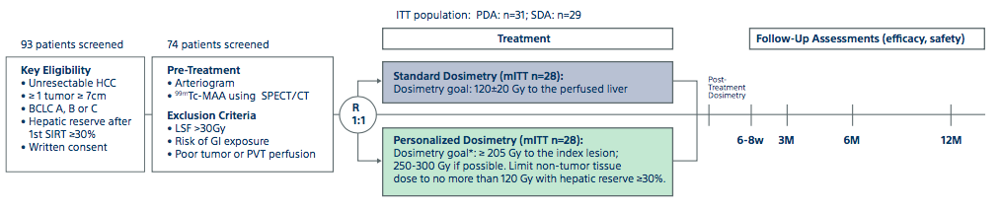 ITT population: PDA: n=31; SDA: n=29
93 patients screened
74 patients screened
Treatment
Follow-Up Assessments (efficacy, safety)
Key Eligibility
• Unresectable HCC
• ≥1 tumor ≥ 7cm
• BCLC A, B or C
• Hepatic reserve after
1st SIRT ≥30%
• Written consent
Pre-Treatment
• Arteriogram
• 99mTc-MAA using SPECT/CT
Exclusion Criteria
• LSF >30Gy
• Risk of GI exposure
• Poor tumor or PVT perfusion
R
1:1
Standard Dosimetry (mITT n=28):
Dosimetry goal: 120±20 Gy to the perfused liver
Personalized Dosimetry (mITT n=28):
Dosimetry goal*: ≥ 205 Gy to the index lesion;
250-300 Gy if possible. Limit non-tumor tissue
dose to no more than 120 Gy with hepatic reserve ≥30%.
Post-
Treatment
Dosimetry
6-8w
3M
6M
12M